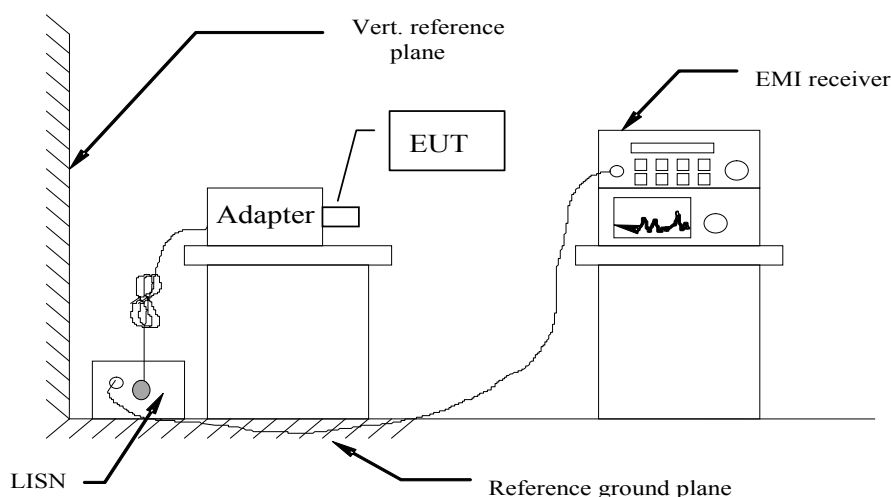 Vert. reference
plane
EMI receiver
EUT
Adapter
LISN
Reference ground plane